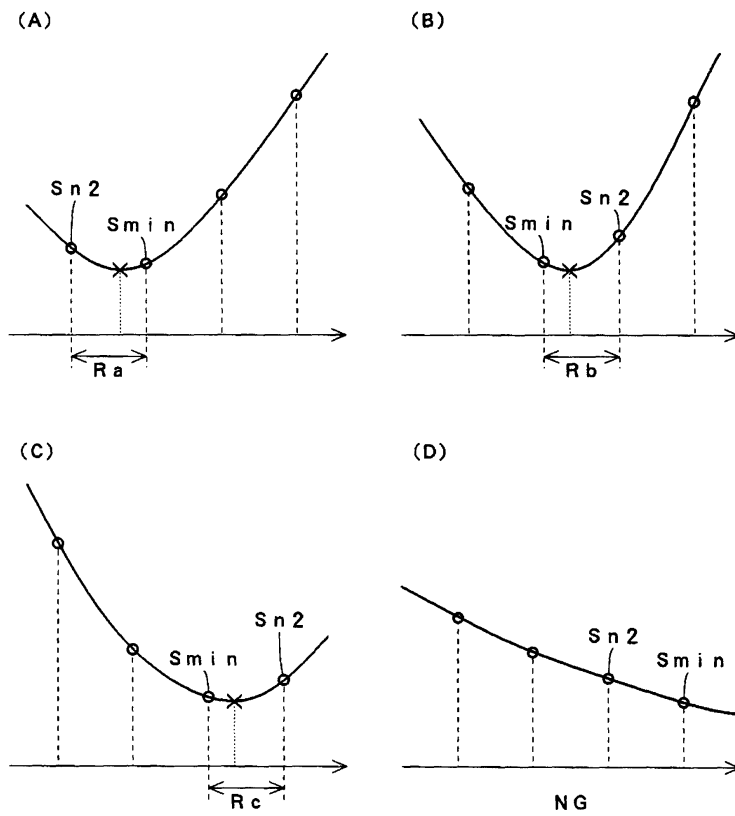 (A)
Sn2
Smin
Ra
(B)
Smin
Sn2
Rb
(C)
Smin
Sn2
Rc
(D)
Sn2
Smin
NG